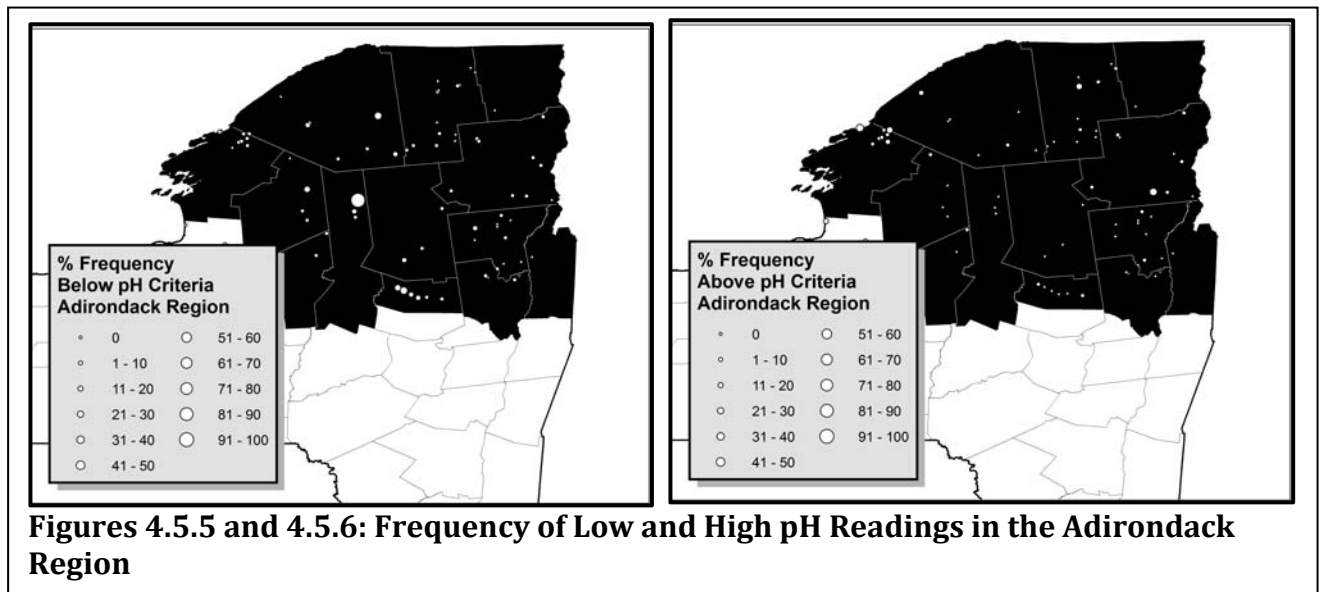 % Frequency
Below pH Criteria
Adirondack Region
0
1 - 10
11 - 20
21 - 30
31 - 40
41 - 50
51 - 60
61 - 70
71 - 80
81 - 90
91 - 100
% Frequency
Above pH Criteria
Adirondack Region
0
1 - 10
11 - 20
21 - 30
31 - 40
41 - 50
51 - 60
61 - 70
71 - 80
81 - 90
91 - 100
Figures 4.5.5 and 4.5.6: Frequency of Low and High pH Readings in the Adirondack
Region